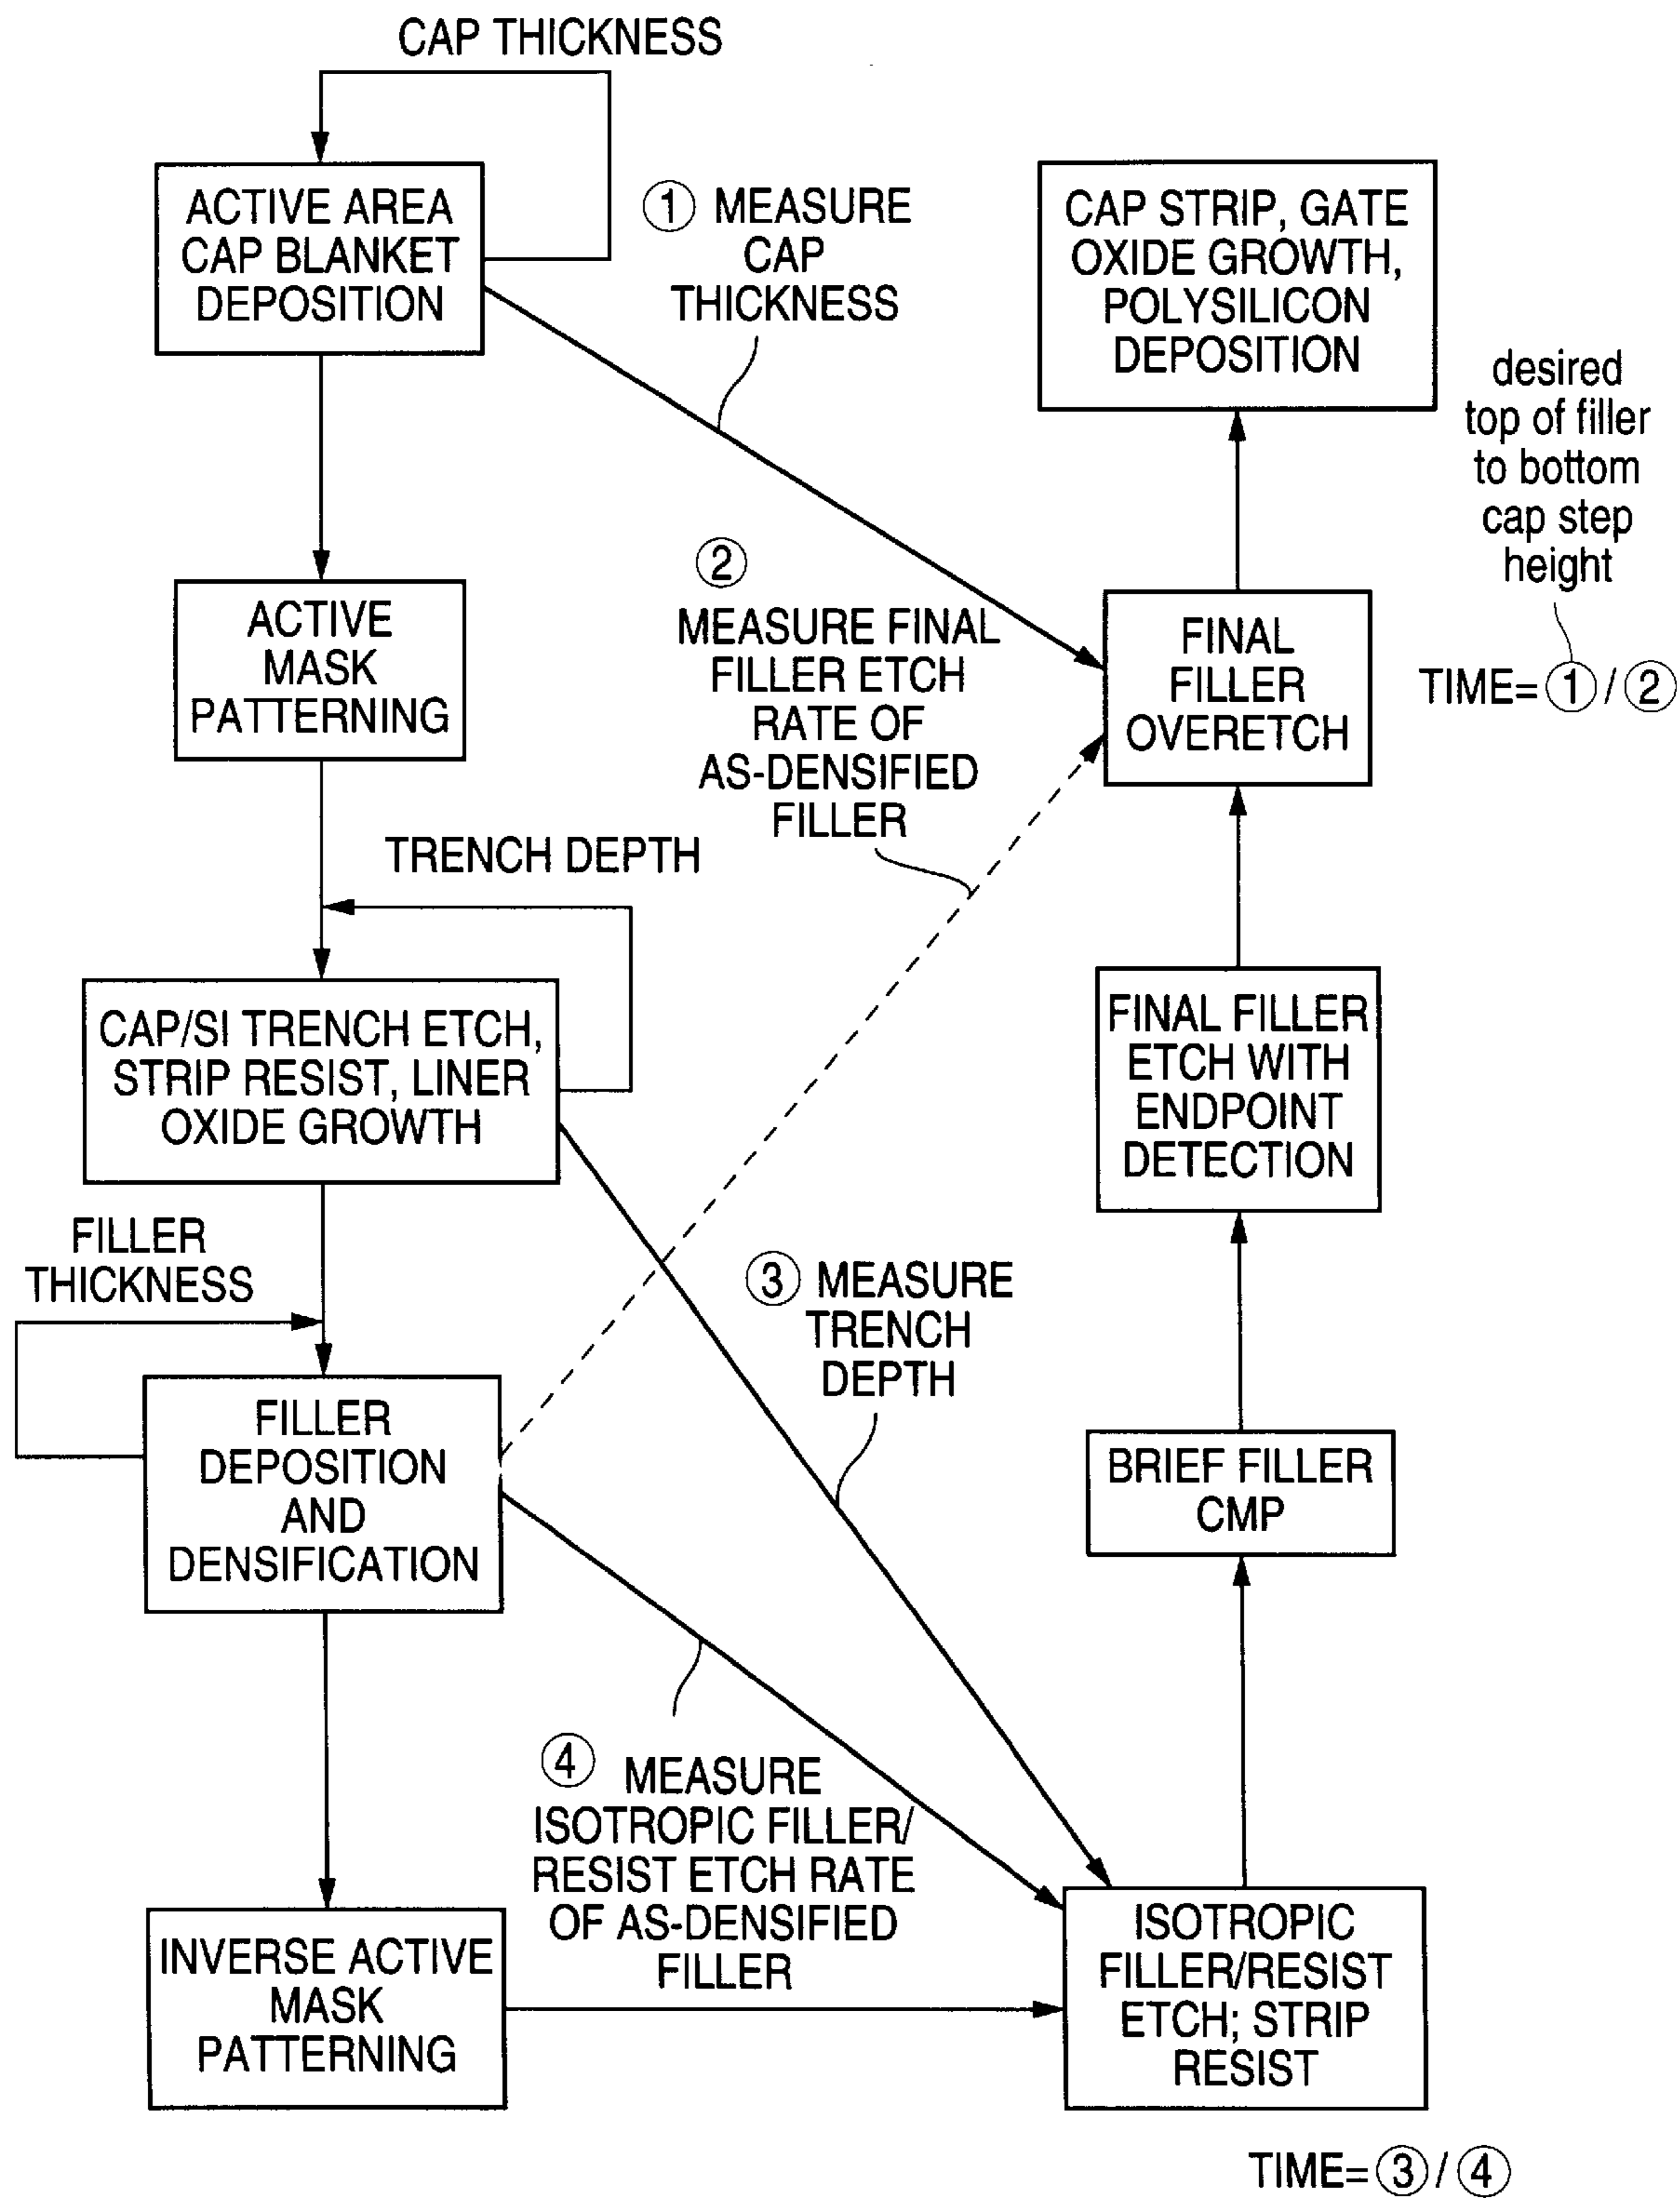 CAP THICKNESS
ACTIVE AREA
CAP BLANKET
DEPOSITION
① MEASURE
CAP
THICKNESS
CAP STRIP, GATE
OXIDE GROWTH,
POLYSILICON
DEPOSITION
desired
top of filler
to bottom
cap step
height
TIME= ① / ②
②
MEASURE FINAL
FILLER ETCH
RATE OF
AS-DENSIFIED
FILLER
FINAL
FILLER
OVERETCH
ACTIVE
MASK
PATTERNING
TRENCH DEPTH
CAP/SI TRENCH ETCH,
STRIP RESIST, LINER
OXIDE GROWTH
FINAL FILLER
ETCH WITH
ENDPOINT
DETECTION
FILLER
THICKNESS
③ MEASURE
TRENCH
DEPTH
FILLER
DEPOSITION
AND
DENSIFICATION
BRIEF FILLER
CMP
④ MEASURE
ISOTROPIC FILLER/
RESIST ETCH RATE
OF AS-DENSIFIED
FILLER
INVERSE ACTIVE
MASK
PATTERNING
ISOTROPIC
FILLER/RESIST
ETCH; STRIP
RESIST
TIME= ③ / ④